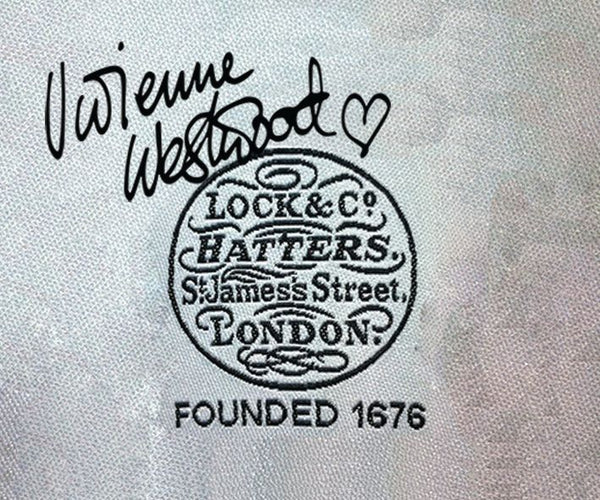 Vivienne
Westwood ♡
LOCK & Cº
HATTERS.
St. James's Street,
LONDON.
FOUNDED 1676